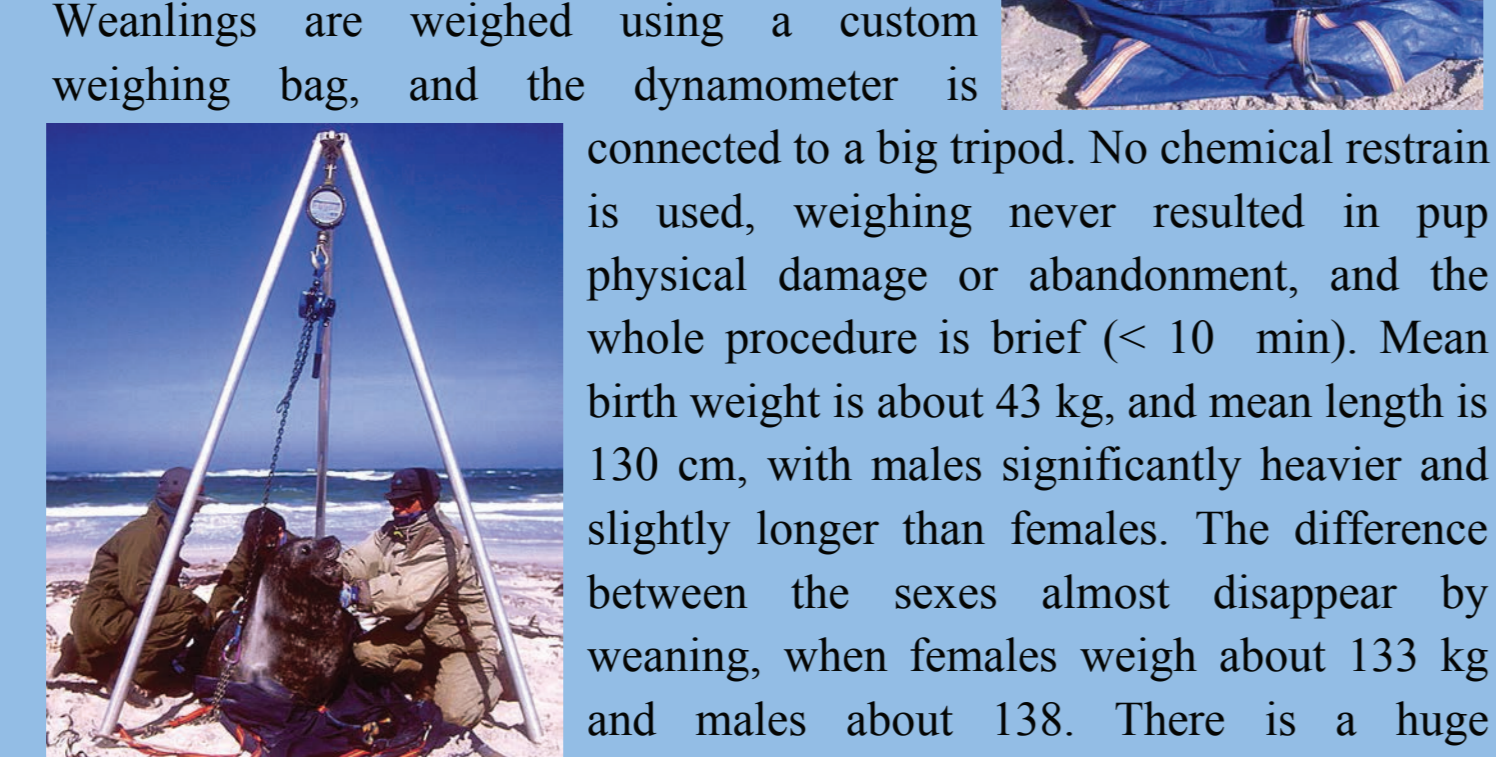 Weanlings are weighed using a custom
weighing bag, and the dynamometer is
connected to a big tripod. No chemical restrain
is used, weighing never resulted in pup
physical damage or abandonment, and the
whole procedure is brief (< 10 min). Mean
birth weight is about 43 kg, and mean length is
130 cm, with males significantly heavier and
slightly longer than females. The difference
between the sexes almost disappear by
weaning, when females weigh about 133 kg
and males about 138. There is a huge